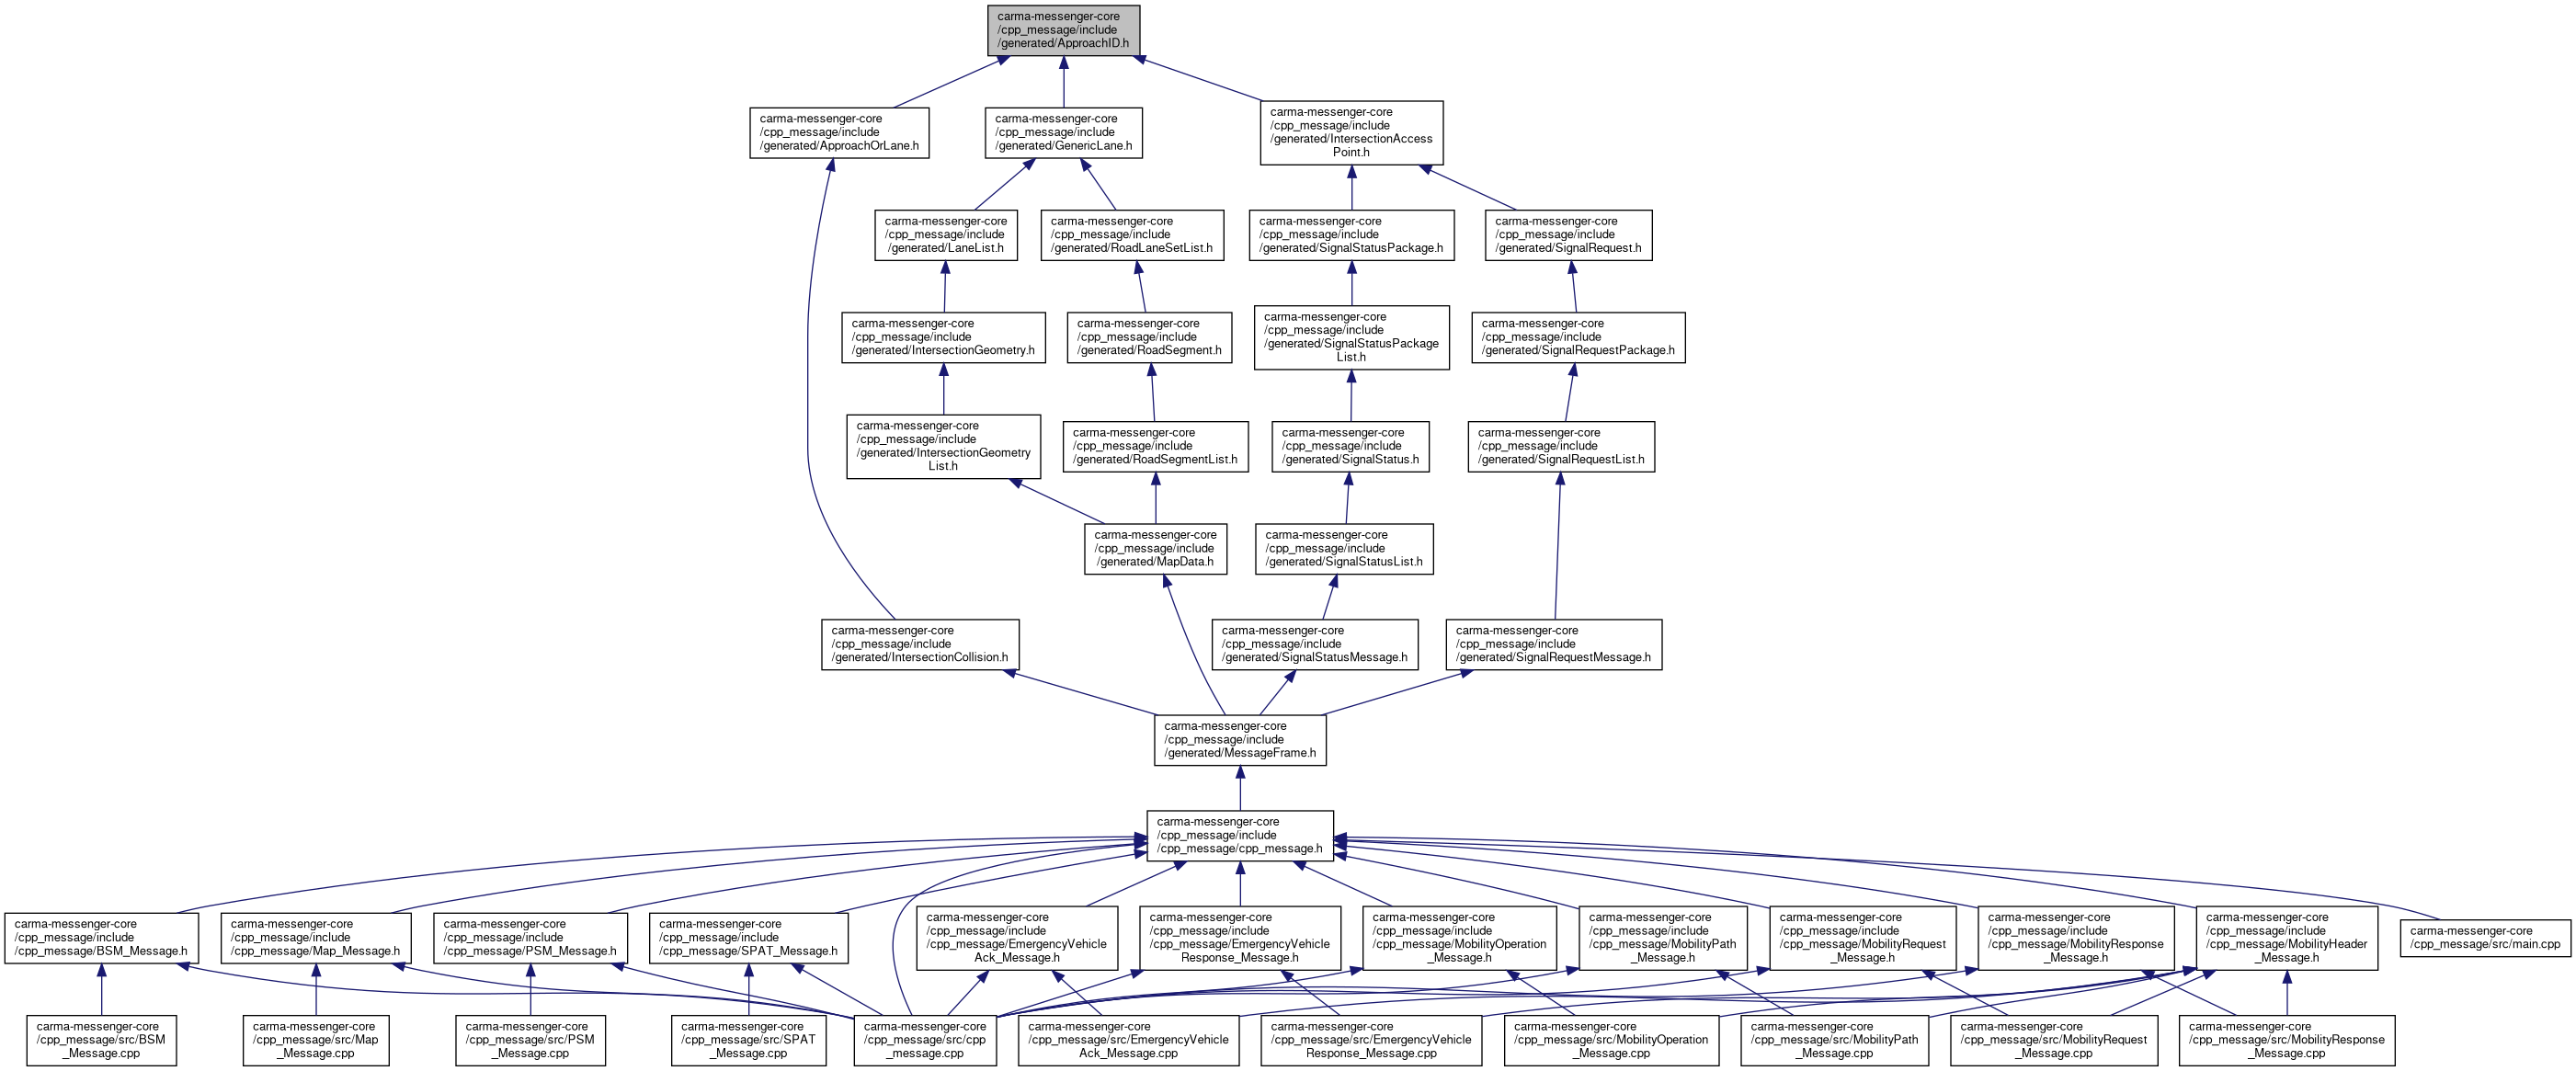 carma-messenger-core
/cpp_message/include
/generated/ApproachID.h
carma-messenger-core
/cpp_message/include
/generated/ApproachOrLane.h
carma-messenger-core
/cpp_message/include
/generated/GenericLane.h
carma-messenger-core
/cpp_message/include
/generated/IntersectionAccess
Point.h
carma-messenger-core
/cpp_message/include
/generated/LaneList.h
carma-messenger-core
/cpp_message/include
/generated/RoadLaneSetList.h
carma-messenger-core
/cpp_message/include
/generated/SignalStatusPackage.h
carma-messenger-core
/cpp_message/include
/generated/SignalRequest.h
carma-messenger-core
/cpp_message/include
/generated/IntersectionGeometry.h
carma-messenger-core
/cpp_message/include
/generated/RoadSegment.h
carma-messenger-core
/cpp_message/include
/generated/SignalStatusPackage
List.h
carma-messenger-core
/cpp_message/include
/generated/SignalRequestPackage.h
carma-messenger-core
/cpp_message/include
/generated/IntersectionGeometry
List.h
carma-messenger-core
/cpp_message/include
/generated/RoadSegmentList.h
carma-messenger-core
/cpp_message/include
/generated/SignalStatus.h
carma-messenger-core
/cpp_message/include
/generated/SignalRequestList.h
carma-messenger-core
/cpp_message/include
/generated/MapData.h
carma-messenger-core
/cpp_message/include
/generated/SignalStatusList.h
carma-messenger-core
/cpp_message/include
/generated/IntersectionCollision.h
carma-messenger-core
/cpp_message/include
/generated/SignalStatusMessage.h
carma-messenger-core
/cpp_message/include
/generated/SignalRequestMessage.h
carma-messenger-core
/cpp_message/include
/generated/MessageFrame.h
carma-messenger-core
/cpp_message/include
/cpp_message/cpp_message.h
carma-messenger-core
/cpp_message/include
/cpp_message/BSM_Message.h
carma-messenger-core
/cpp_message/include
/cpp_message/Map_Message.h
carma-messenger-core
/cpp_message/include
/cpp_message/PSM_Message.h
carma-messenger-core
/cpp_message/include
/cpp_message/SPAT_Message.h
carma-messenger-core
/cpp_message/include
/cpp_message/EmergencyVehicle
Ack_Message.h
carma-messenger-core
/cpp_message/include
/cpp_message/EmergencyVehicle
Response_Message.h
carma-messenger-core
/cpp_message/include
/cpp_message/MobilityOperation
_Message.h
carma-messenger-core
/cpp_message/include
/cpp_message/MobilityPath
_Message.h
carma-messenger-core
/cpp_message/include
/cpp_message/MobilityRequest
_Message.h
carma-messenger-core
/cpp_message/include
/cpp_message/MobilityResponse
_Message.h
carma-messenger-core
/cpp_message/include
/cpp_message/MobilityHeader
_Message.h
carma-messenger-core
/cpp_message/src/main.cpp
carma-messenger-core
/cpp_message/src/BSM
_Message.cpp
carma-messenger-core
/cpp_message/src/Map
_Message.cpp
carma-messenger-core
/cpp_message/src/PSM
_Message.cpp
carma-messenger-core
/cpp_message/src/SPAT
_Message.cpp
carma-messenger-core
/cpp_message/src/cpp
_message.cpp
carma-messenger-core
/cpp_message/src/EmergencyVehicle
Ack_Message.cpp
carma-messenger-core
/cpp_message/src/EmergencyVehicle
Response_Message.cpp
carma-messenger-core
/cpp_message/src/MobilityOperation
_Message.cpp
carma-messenger-core
/cpp_message/src/MobilityPath
_Message.cpp
carma-messenger-core
/cpp_message/src/MobilityRequest
_Message.cpp
carma-messenger-core
/cpp_message/src/MobilityResponse
_Message.cpp